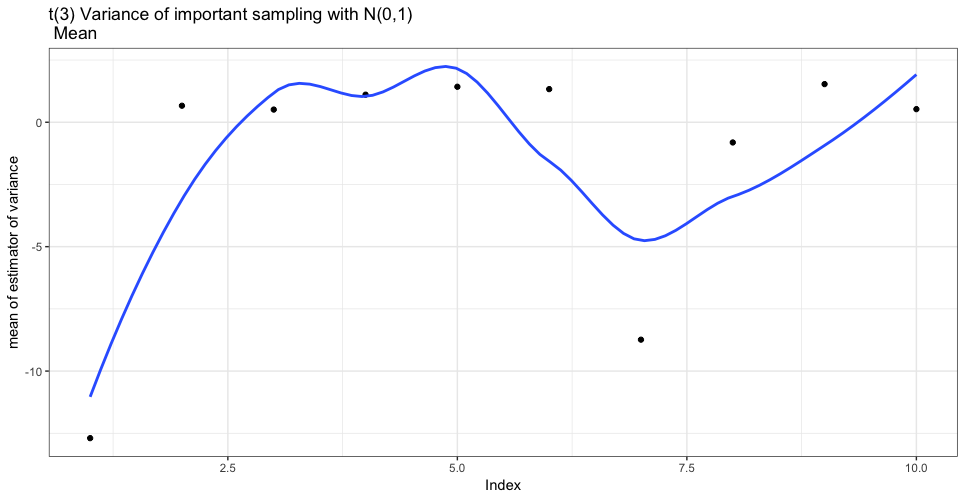 t(3) Variance of important sampling with N(0,1)
Mean
mean of estimator of variance
0
-5
-10
2.5
5.0
7.5
10.0
Index